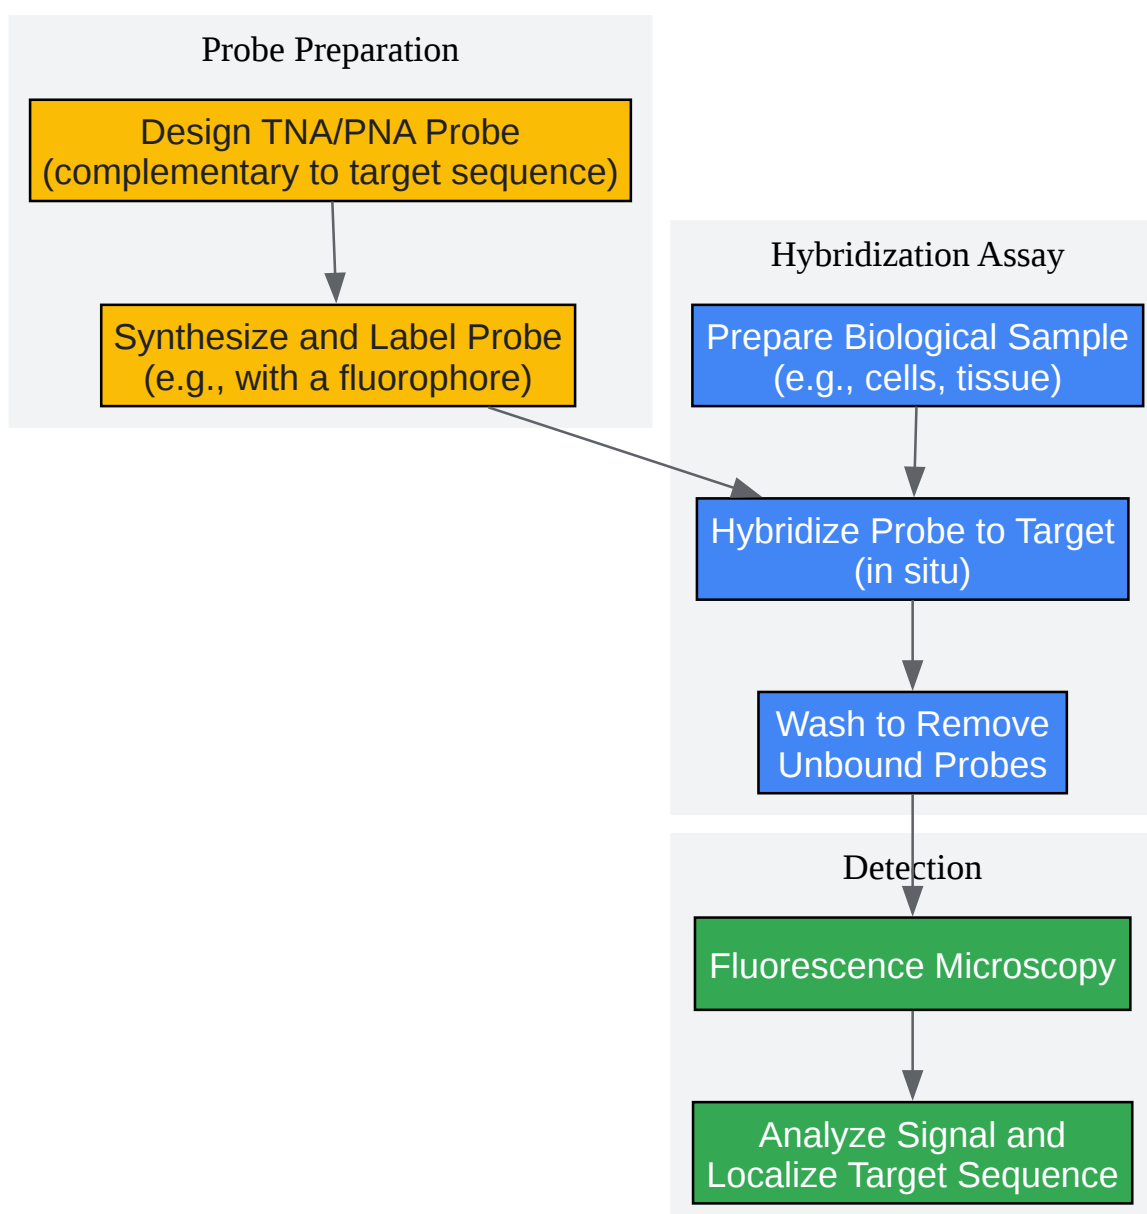 Probe Preparation
Design TNA/PNA Probe
(complementary to target sequence)
Synthesize and Label Probe
(e.g., with a fluorophore)
Hybridization Assay
Prepare Biological Sample
(e.g., cells, tissue)
Hybridize Probe to Target
(in situ)
Wash to Remove
Unbound Probes
Detection
Fluorescence Microscopy
Analyze Signal and
Localize Target Sequence